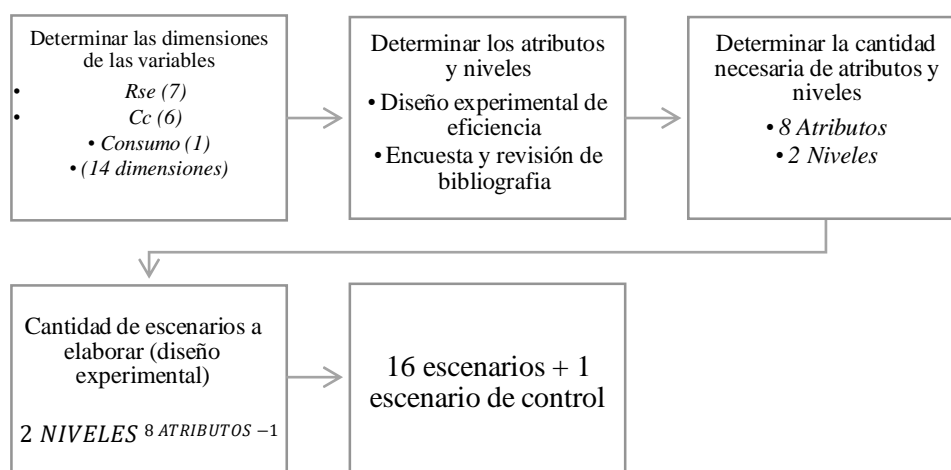 Determinar las dimensiones
de las variables
• Rse (7)
• Cc (6)
• Consumo (1)
• (14 dimensiones)
Determinar los atributos
y niveles
• Diseño experimental de
eficiencia
• Encuesta y revisión de
bibliografia
Determinar la cantidad
necesaria de atributos y
niveles
• 8 Atributos
• 2 Niveles
Cantidad de escenarios a
elaborar (diseño
experimental)
2 NIVELES 8 ATRIBUTOS −1
16 escenarios + 1
escenario de control